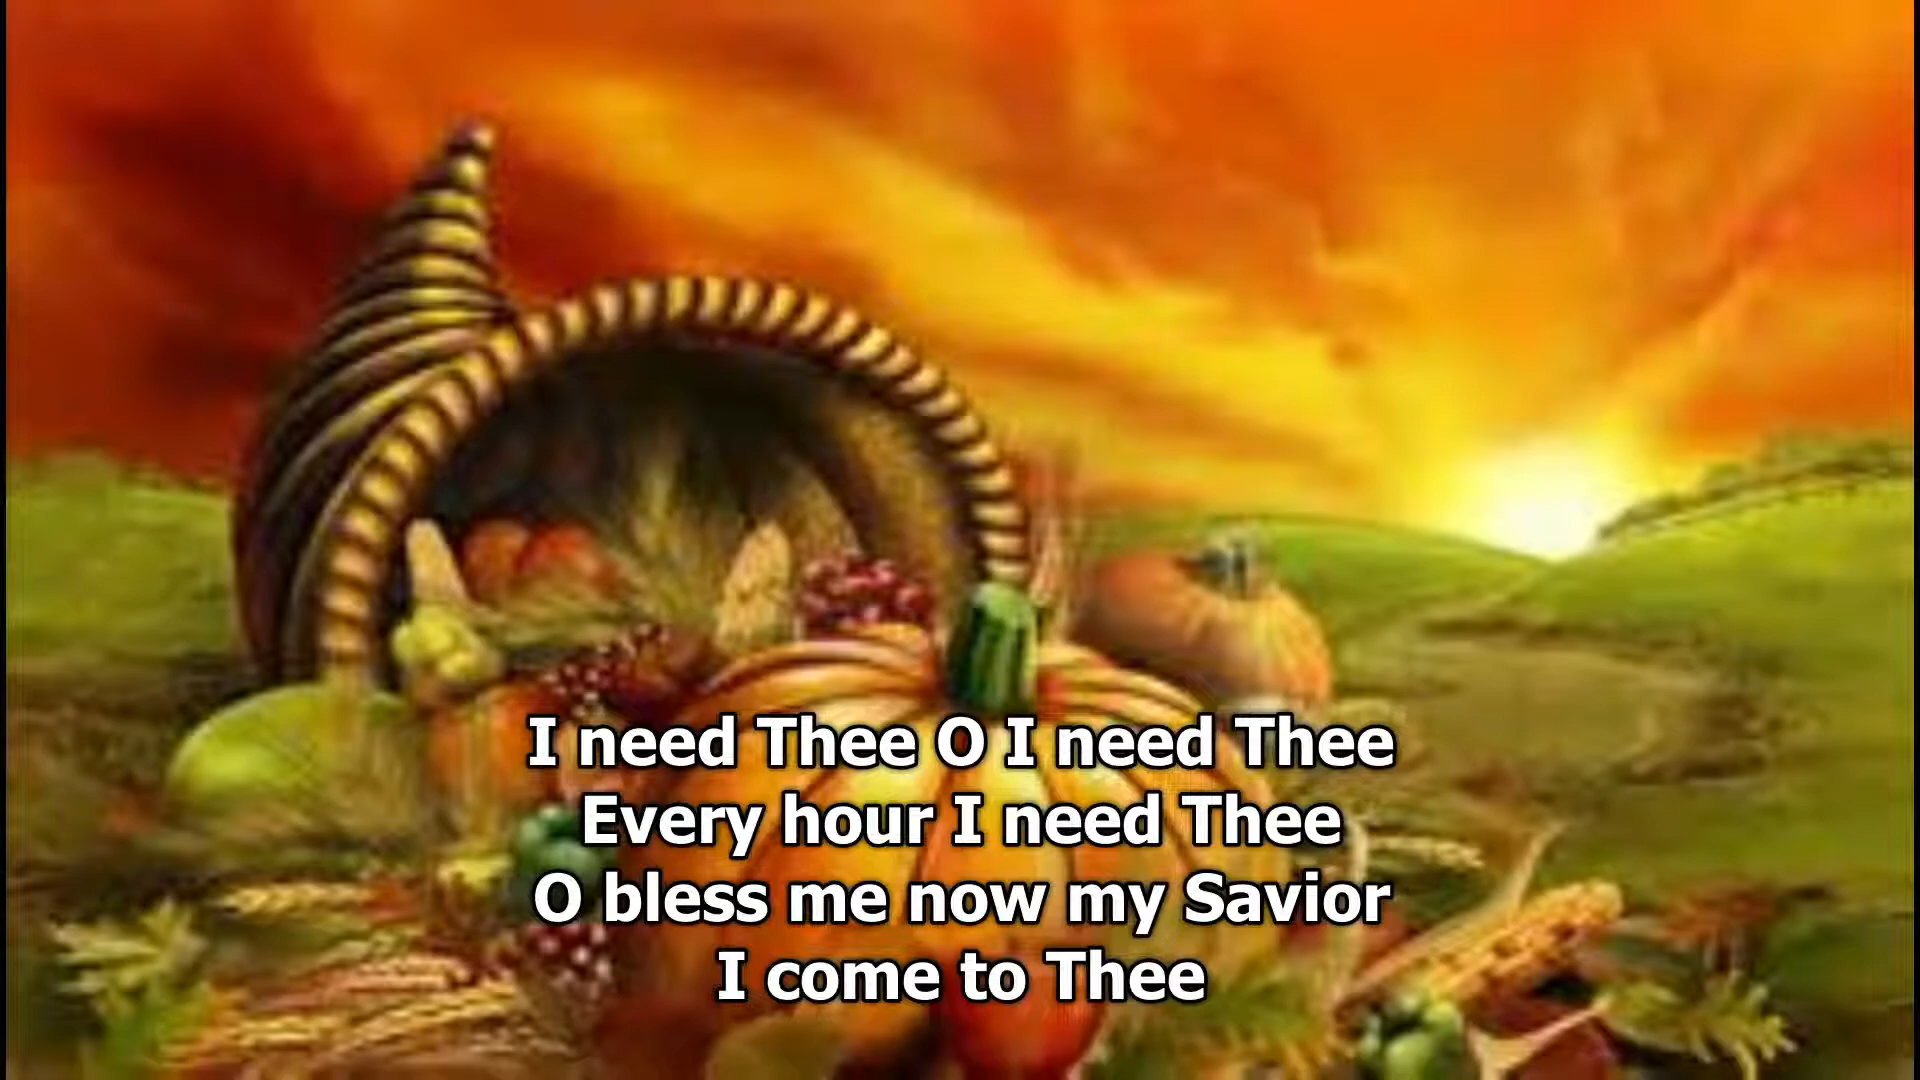 I need Thee O I need Thee
Every hour I need Thee
O bless me now my Savior
I come to Thee